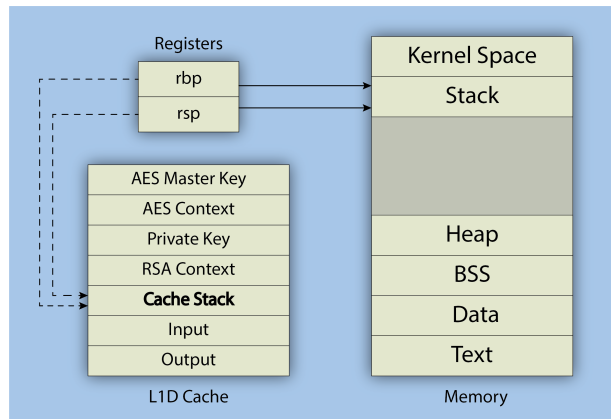 Registers
rbp
rsp
AES Master Key
AES Context
Private Key
RSA Context
Cache Stack
Input
Output
L1D Cache
Kernel Space
Stack
Heap
BSS
Data
Text
Memory